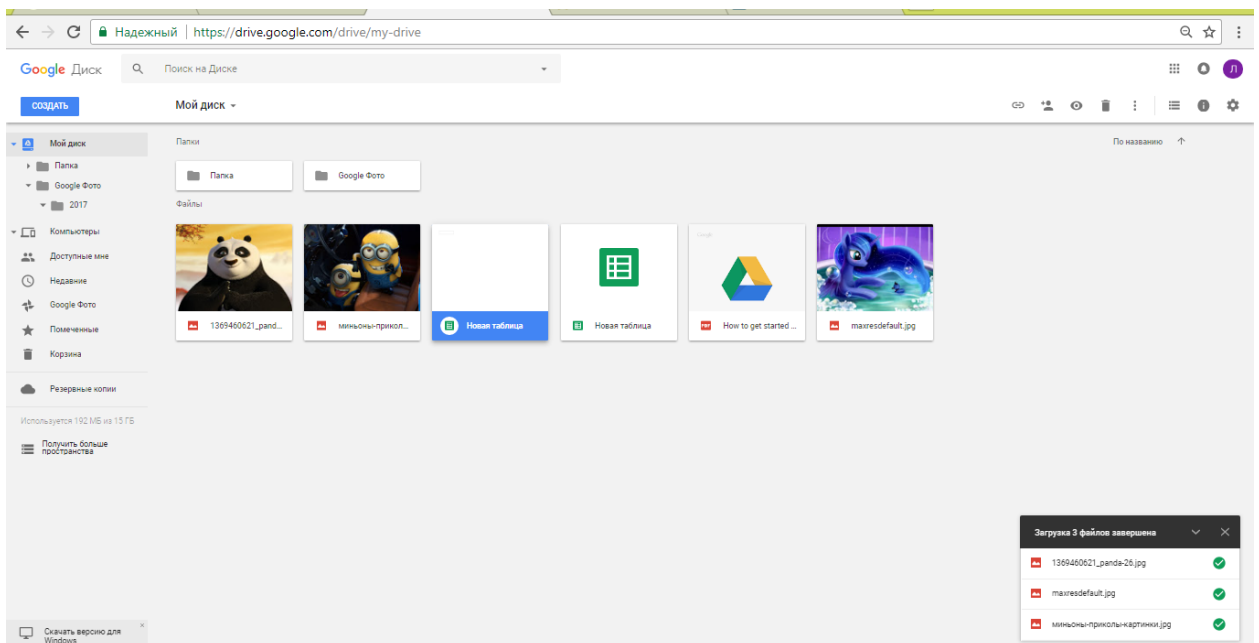 Надежный | https://drive.google.com/drive/my-drive
Google Диск
Поиск на Диске
Л
СОЗДАТЬ
Мой диск
Мой диск
Папка
Google Фото
2017
Компьютеры
Доступные мне
Недавние
Google Фото
Помеченные
Корзина
Резервные копии
Используется 192 МБ из 15 ГБ
Получить больше
пространства
Скачать версию для
Windows
Папки
По названию
Папка
Google Фото
Файлы
1369460621_pand...
миньоны-прикол...
Новая таблица
Новая таблица
PDF
How to get started ...
maxresdefault.jpg
Загрузка 3 файлов завершена
1369460621_panda-26.jpg
maxresdefault.jpg
миньоны-приколы-картинки.jpg